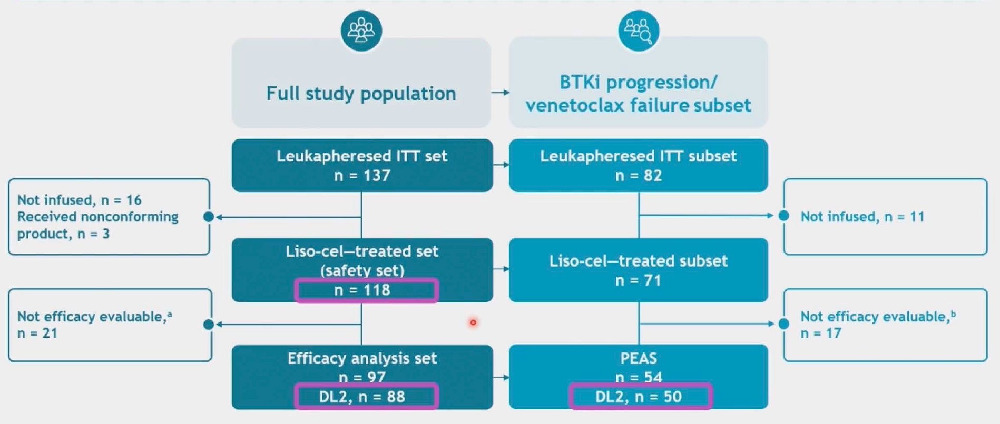 Full study population
BTKi progression/
venetoclax failure subset
Leukapheresed ITT set
n = 137
Leukapheresed ITT subset
n = 82
Not infused, n = 16
Received nonconforming
product, n = 3
Not infused, n = 11
Liso-cel—treated set
(safety set)
n = 118
Liso-cel—treated subset
n = 71
Not efficacy evaluable,ᵃ
n = 21
Not efficacy evaluable,ᵇ
n = 17
Efficacy analysis set
n = 97
DL2, n = 88
PEAS
n = 54
DL2, n = 50